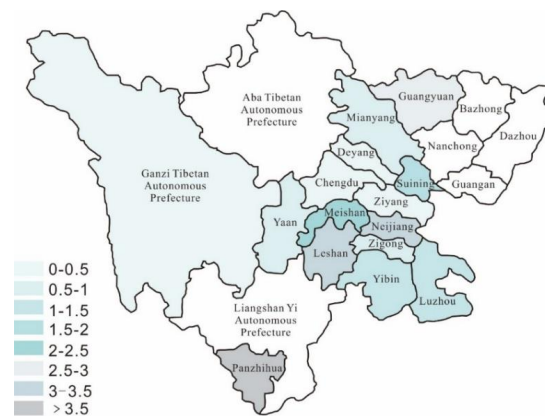 Aba Tibetan
Autonomous
Prefecture
Guangyuan
Bazhong
Mianyang
Dazhou
Nanchong
Deyang
Ganzi Tibetan
Autonomous
Prefecture
Chengdu
Suining
Guangan
Ziyang
Yaan
Meishan
Neijiang
Zigong
Leshan
Yibin
Luzhou
Liangshan Yi
Autonomous
Prefecture
Panzhihua
0-0.5
0.5-1
1-1.5
1.5-2
2-2.5
2.5-3
3-3.5
>3.5